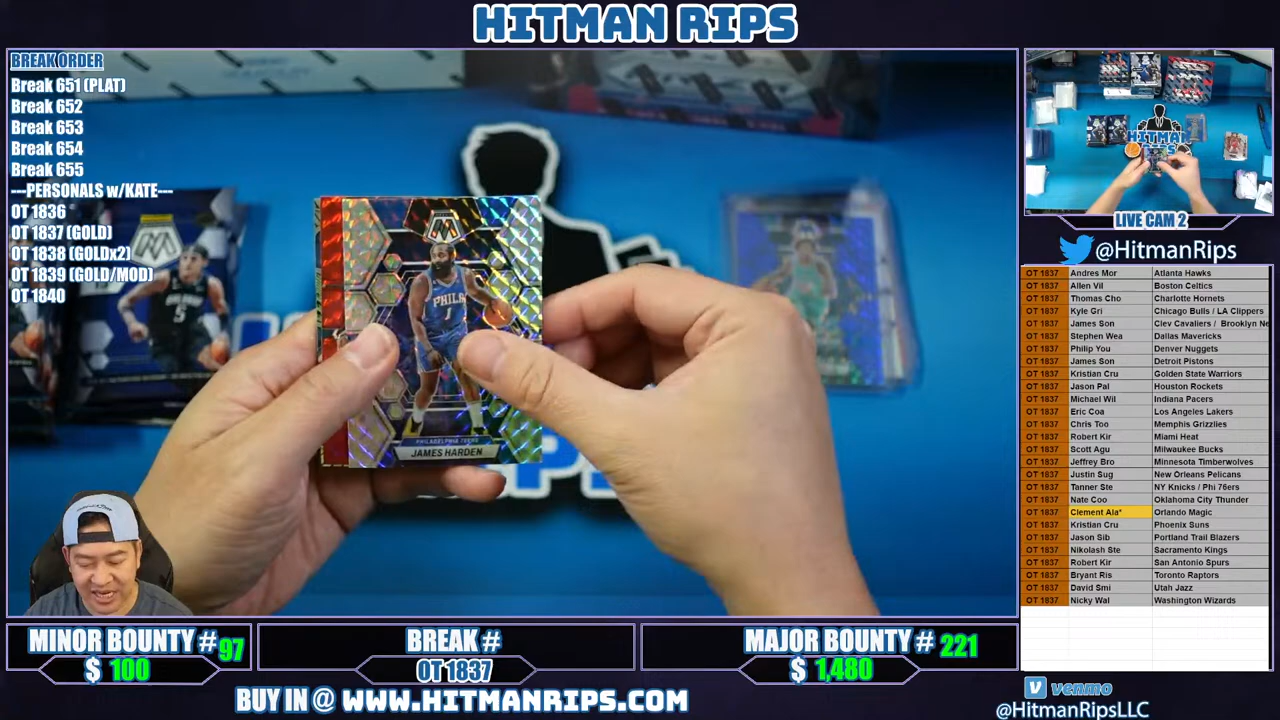 HITMAN RIPS
BREAK ORDER
Break 651 (PLAT)
Break 652
Break 653
Break 654
Break 655
---PERSONALS w/KATE---
OT 1836
OT 1837 (GOLD)
OT 1838 (GOLDx2)
OT 1839 (GOLD/MOD)
OT 1840
PHILA
1
PHILADELPHIA 76ERS
JAMES HARDEN
5
HITMAN
LIVE CAM 2
@HitmanRips
OT 1837 Andres Mor Atlanta Hawks
OT 1837 Allen Vil Boston Celtics
OT 1837 Thomas Cho Charlotte Hornets
OT 1837 Kyle Gri Chicago Bulls / LA Clippers
OT 1837 James Son Clev Cavaliers / Brooklyn Ne
OT 1837 Stephen Wea Dallas Mavericks
OT 1837 Philip You Denver Nuggets
OT 1837 James Son Detroit Pistons
OT 1837 Kristian Cru Golden State Warriors
OT 1837 Jason Pal Houston Rockets
OT 1837 Michael Wil Indiana Pacers
OT 1837 Eric Coa Los Angeles Lakers
OT 1837 Chris Too Memphis Grizzlies
OT 1837 Robert Kir Miami Heat
OT 1837 Scott Agu Milwaukee Bucks
OT 1837 Jeffrey Bro Minnesota Timberwolves
OT 1837 Justin Sug New Orleans Pelicans
OT 1837 Tanner Ste NY Knicks / Phi 76ers
OT 1837 Nate Coo Oklahoma City Thunder
OT 1837 Clement Ala* Orlando Magic
OT 1837 Kristian Cru Phoenix Suns
OT 1837 Jason Sib Portland Trail Blazers
OT 1837 Nikolash Ste Sacramento Kings
OT 1837 Robert Kir San Antonio Spurs
OT 1837 Bryant Ris Toronto Raptors
OT 1837 David Smi Utah Jazz
OT 1837 Nicky Wal Washington Wizards
MINOR BOUNTY # 97
$ 100
BREAK #
OT 1837
MAJOR BOUNTY # 221
$ 1,480
BUY IN @ WWW.HITMANRIPS.COM
venmo
@HitmanRipsLLC